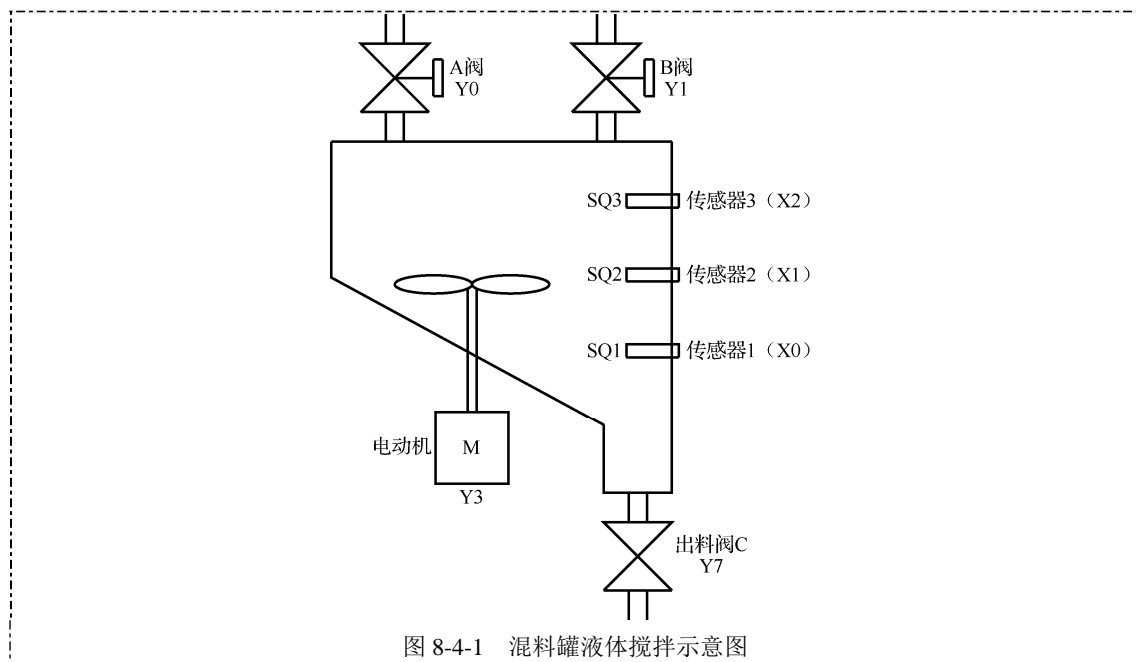 A阀
Y0
B阀
Y1
SQ3 传感器3（X2）
SQ2 传感器2（X1）
SQ1 传感器1（X0）
电动机 M
Y3
出料阀C
Y7
图 8-4-1 混料罐液体搅拌示意图